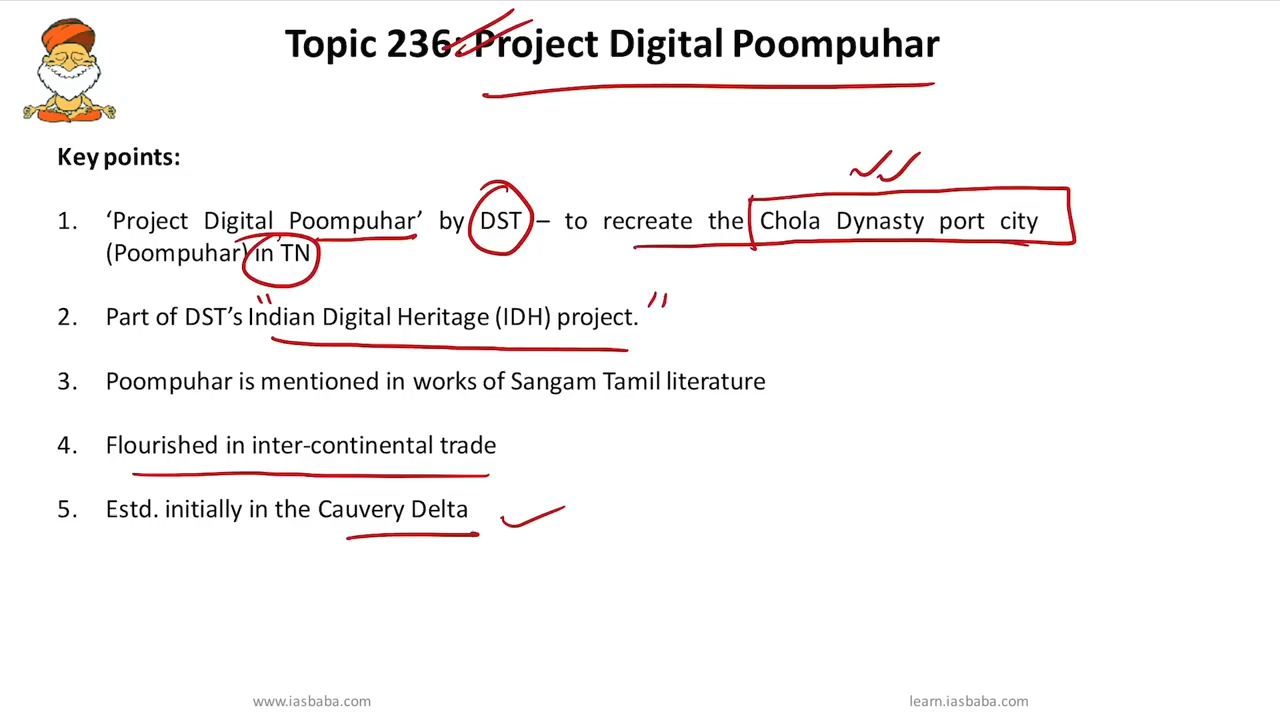 Topic 236: Project Digital Poompuhar
Key points:
1. ‘Project Digital Poompuhar’ by DST – to recreate the Chola Dynasty port city
(Poompuhar) in TN
2. Part of DST’s Indian Digital Heritage (IDH) project.
3. Poompuhar is mentioned in works of Sangam Tamil literature
4. Flourished in inter-continental trade
5. Estd. initially in the Cauvery Delta
www.iasbaba.com
learn.iasbaba.com